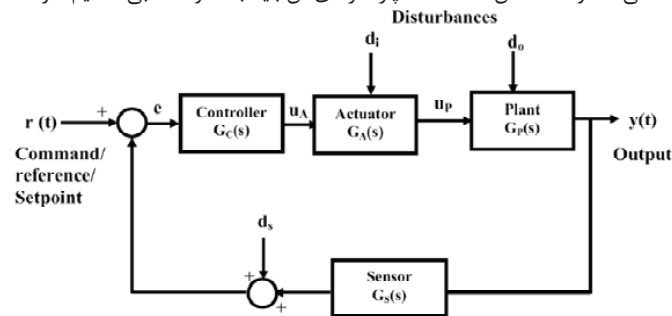 Disturbances
di
do
r (t)
+
e
Controller
GC(s)
uA
Actuator
GA(s)
uP
Plant
GP(s)
y(t)
Command/
reference/
Setpoint
Output
ds
+
+
Sensor
GS(s)